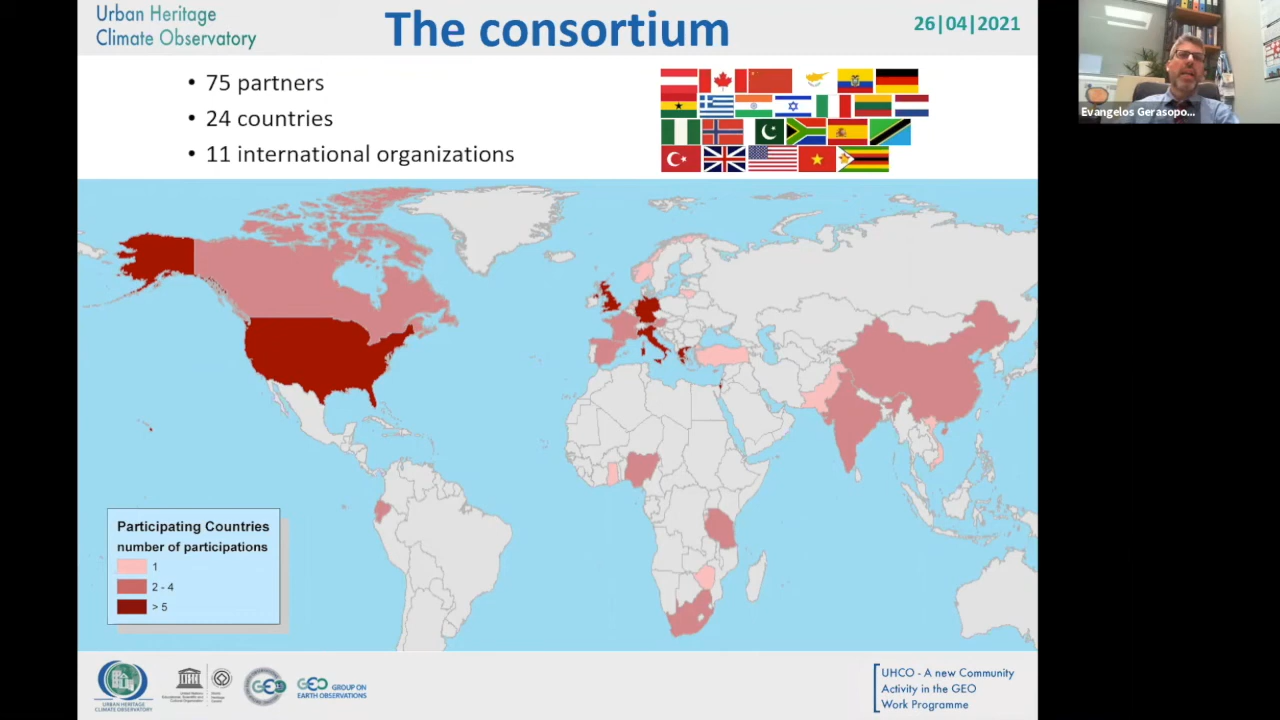 Urban Heritage
Climate Observatory
The consortium
26|04|2021
• 75 partners
• 24 countries
• 11 international organizations
Evangelos Gerasopo...
Participating Countries
number of participations
1
2 - 4
> 5
URBAN HERITAGE
CLIMATE OBSERVATORY
GEO
GEO GROUP ON
EARTH OBSERVATIONS
UHCO - A new Community
Activity in the GEO
Work Programme